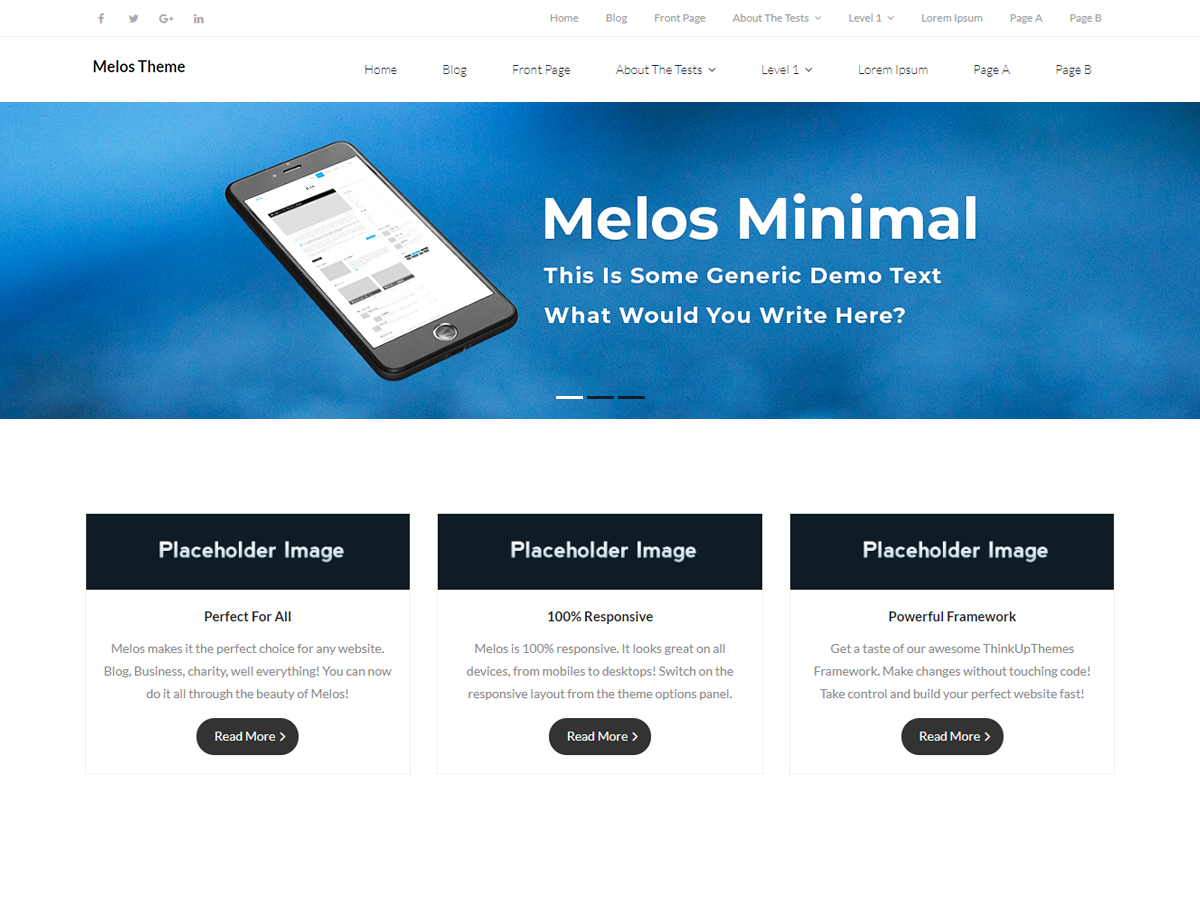 Home Blog Front Page About The Tests Level 1 Lorem Ipsum Page A Page B
Melos Theme
Home Blog Front Page About The Tests Level 1 Lorem Ipsum Page A Page B
Melos Minimal
This Is Some Generic Demo Text
What Would You Write Here?
Placeholder Image
Perfect For All
Melos makes it the perfect choice for any website.
Blog, Business, charity, well everything! You can now
do it all through the beauty of Melos!
Read More
Placeholder Image
100% Responsive
Melos is 100% responsive. It looks great on all
devices, from mobiles to desktops! Switch on the
responsive layout from the theme options panel.
Read More
Placeholder Image
Powerful Framework
Get a taste of our awesome ThinkUpThemes
Framework. Make changes without touching code!
Take control and build your perfect website fast!
Read More